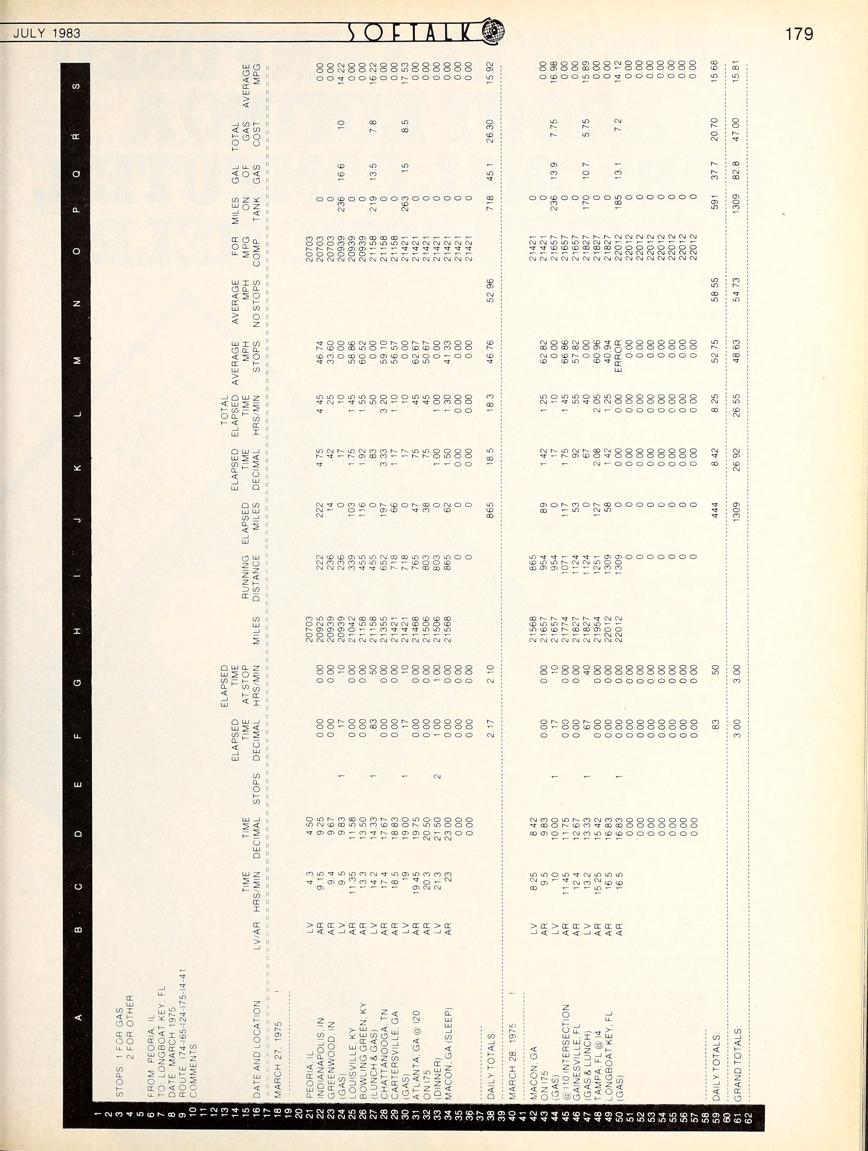 JULY 1983
SOFTALK
179
A B C D E F G H I J K L M N O P Q R S
1
2
3 STOPS: 1 FOR GAS
4 2 FOR OTHER
5
6 FROM PEORIA, IL
7 TO LONGBOAT KEY, FL
8 DATE MARCH 1975
9 ROUTE I74-I65-I24-I75-I4-41
10 COMMENTS
11
12
13 ELAPSED TOTAL
14 ELAPSED TIME ELAPSED ELAPSED AVERAGE AVERAGE FOR MILES GAL TOTAL
15 TIME TIME TIME AT STOP RUNNING ELAPSED TIME TIME MPH MPH MPG ON OF GAS AVERAGE
16 DATE AND LOCATION LV/AR HRS/MIN DECIMAL STOPS DECIMAL HRS/MIN MILES DISTANCE MILES DECIMAL HRS/MIN STOPS NO STOPS COMP TANK GAS COST MPG
17
18 MARCH 27, 1975 !
19
20
21 PEORIA, IL LV 4.3 4.50 20703 20703
22 INDIANAPOLIS, IN AR 9.15 9.25 0.00 0.00 20925 222 222 4.75 4.45 46.74 20703 0 0.00
23 GREENWOOD, IN AR 9.4 9.67 0.00 0.00 20939 236 14 .42 .25 33.60 20703 0 0.00
24 (GAS) LV 9.5 9.83 1 .17 .10 20939 236 0 .17 .10 0.00 20939 236 16.6 10 14.22
25 LOUISVILLE, KY AR 11.35 11.58 0.00 0.00 21042 339 103 1.75 1.45 58.86 20939 0 0.00
26 BOWLING GREEN, KY AR 13.3 13.50 0.00 0.00 21158 455 116 1.92 1.55 60.52 20939 0 0.00
27 (LUNCH & GAS) LV 14.2 14.33 1 .83 .50 21158 455 0 .83 .50 0.00 21158 219 13.5 7.8 16.22
28 CHATTANOOGA, TN AR 17.4 17.67 0.00 0.00 21355 652 197 3.33 3.20 59.10 21158 0 0.00
29 CARTERSVILLE, GA AR 18.5 18.83 0.00 0.00 21421 718 66 1.17 1.10 56.57 21158 0 0.00
30 (GAS) LV 19 19.00 1 .17 .10 21421 718 0 .17 .10 0.00 21421 263 15 8.5 17.53
31 ATLANTA, GA @ I20 AR 19.45 19.75 0.00 0.00 21468 765 47 .75 .45 62.67 21421 0 0.00
32 ON I75 AR 20.3 20.50 0.00 0.00 21506 803 38 .75 .45 50.67 21421 0 0.00
33 (DINNER) LV 21.3 21.50 2 1.00 1.00 21506 803 0 1.00 1.00 0.00 21421 0 0.00
34 MACON, GA (SLEEP) AR 23 23.00 0.00 0.00 21568 865 62 1.50 1.30 41.33 21421 0 0.00
35 0.00 0.00 0.00 0 0 0.00 0.00 0.00 21421 0 0.00
36 0.00 0.00 0.00 0 0 0.00 0.00 0.00 21421 0 0.00
37
38 DAILY TOTALS: 2.17 2.10 865 18.5 18.3 46.76 52.96 718 45.1 26.30 15.92
39
40 MARCH 28, 1975 !
41
42 MACON, GA LV 8.25 8.42 21568 865 21421 0
43 ON I75 AR 9.5 9.83 0.00 0.00 21657 954 89 1.42 1.25 62.82 21421 0 0.00
44 (GAS) LV 10 10.00 1 .17 .10 21657 954 0 .17 .10 0.00 21657 236 13.9 7.75 16.98
45 @ I10 INTERSECTION AR 11.45 11.75 0.00 0.00 21774 1071 117 1.75 1.45 66.86 21657 0 0.00
46 GAINESVILLE, FL AR 12.4 12.67 0.00 0.00 21827 1124 53 .92 .55 57.82 21657 0 0.00
47 (GAS & LUNCH) LV 13.2 13.33 1 .67 .40 21827 1124 0 .67 .40 0.00 21827 170 10.7 5.75 15.89
48 TAMPA, FL @ I4 AR 15.25 15.42 0.00 0.00 21954 1251 127 2.08 2.05 60.96 21827 0 0.00
49 LONGBOAT KEY, FL AR 16.5 16.83 0.00 0.00 22012 1309 58 1.42 1.25 40.94 21827 0 0.00
50 (GAS) AR 16.5 16.83 1 0.00 0.00 22012 1309 0 0.00 0.00 ERROR 22012 185 13.1 7.2 14.12
51 0.00 0.00 0.00 0 0 0.00 0.00 0.00 22012 0 0.00
52 0.00 0.00 0.00 0 0 0.00 0.00 0.00 22012 0 0.00
53 0.00 0.00 0.00 0 0 0.00 0.00 0.00 22012 0 0.00
54 0.00 0.00 0.00 0 0 0.00 0.00 0.00 22012 0 0.00
55 0.00 0.00 0.00 0 0 0.00 0.00 0.00 22012 0 0.00
56 0.00 0.00 0.00 0 0 0.00 0.00 0.00 22012 0 0.00
57 0.00 0.00 0.00 0 0 0.00 0.00 0.00 22012 0 0.00
58
59 DAILY TOTALS: .83 .50 444 8.42 8.25 52.75 58.55 591 37.7 20.70 15.68
60
61 GRAND TOTALS: 3.00 3.00 1309 26.92 26.55 48.63 54.73 1309 82.8 47.00 15.81
62